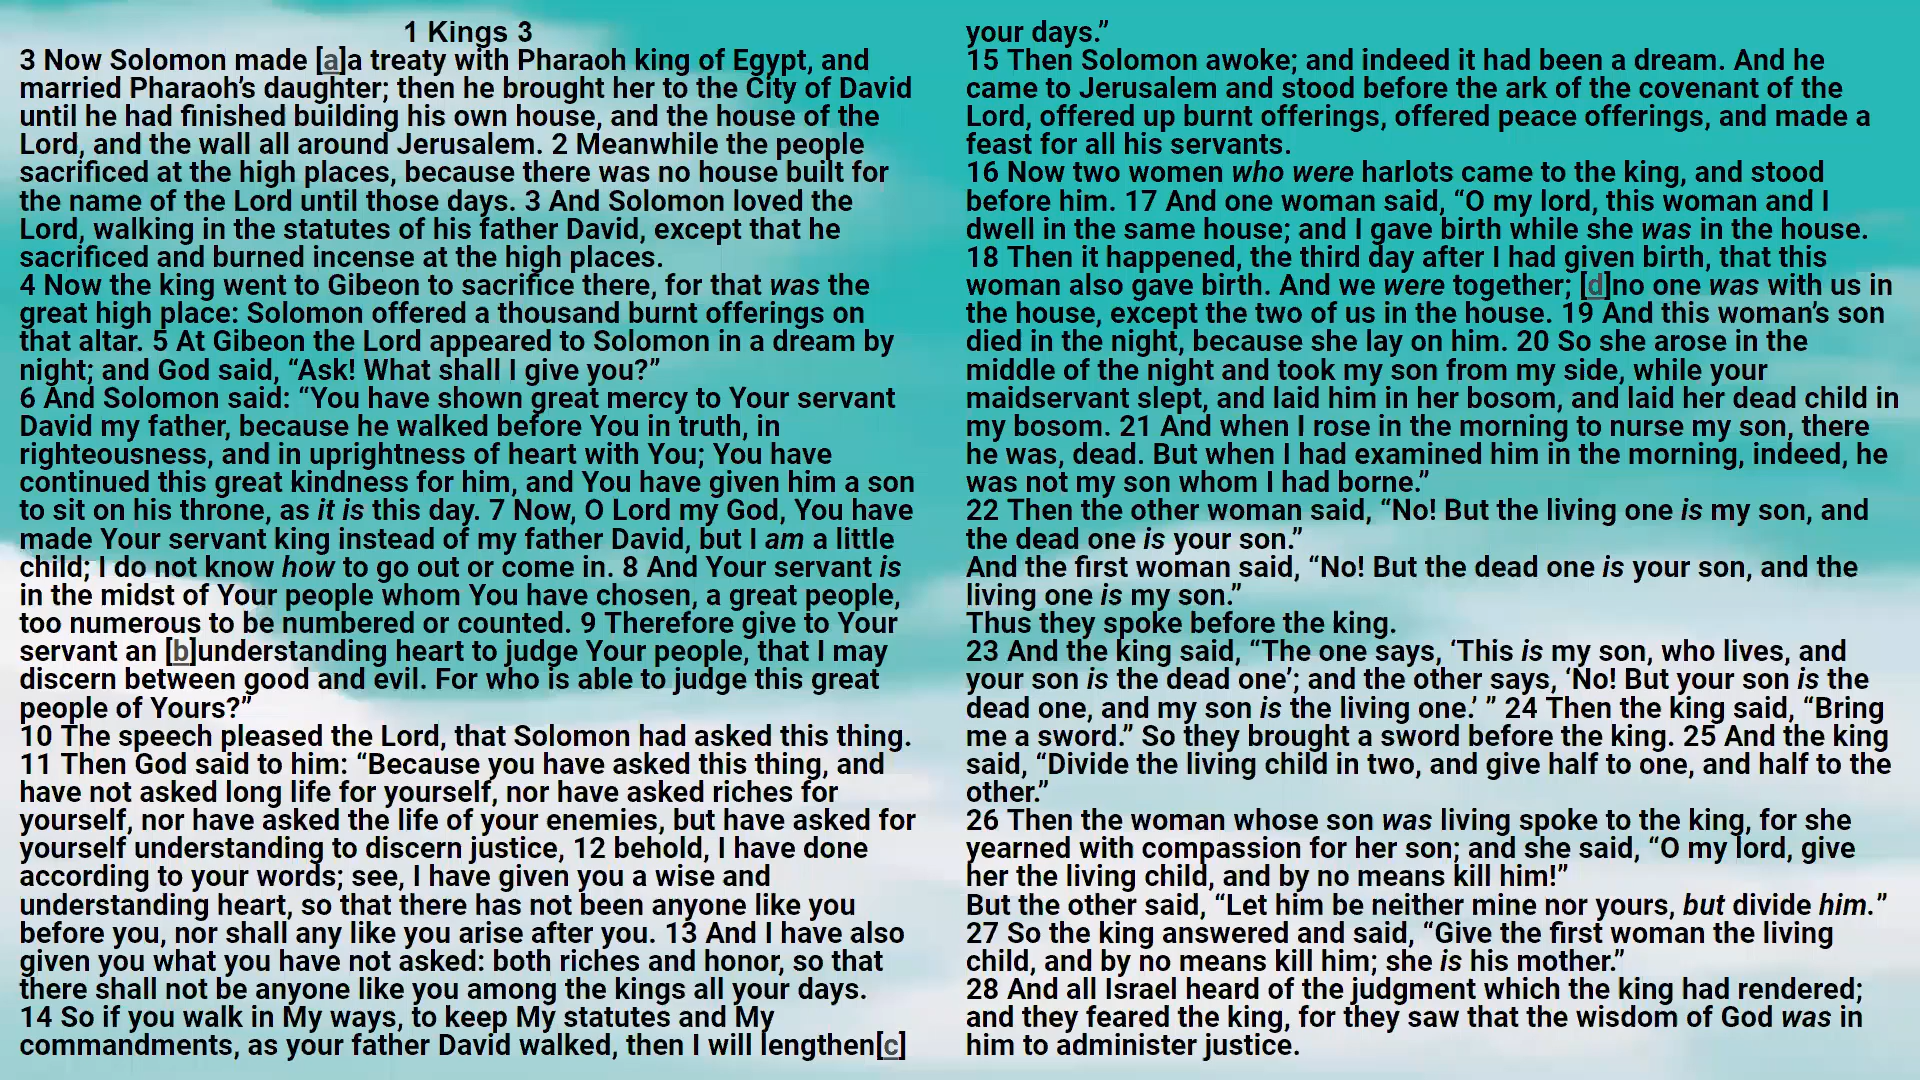 1 Kings 3
3 Now Solomon made [a]a treaty with Pharaoh king of Egypt, and
married Pharaoh’s daughter; then he brought her to the City of David
until he had finished building his own house, and the house of the
Lord, and the wall all around Jerusalem. 2 Meanwhile the people
sacrificed at the high places, because there was no house built for
the name of the Lord until those days. 3 And Solomon loved the
Lord, walking in the statutes of his father David, except that he
sacrificed and burned incense at the high places.
4 Now the king went to Gibeon to sacrifice there, for that was the
great high place: Solomon offered a thousand burnt offerings on
that altar. 5 At Gibeon the Lord appeared to Solomon in a dream by
night; and God said, “Ask! What shall I give you?”
6 And Solomon said: “You have shown great mercy to Your servant
David my father, because he walked before You in truth, in
righteousness, and in uprightness of heart with You; You have
continued this great kindness for him, and You have given him a son
to sit on his throne, as it is this day. 7 Now, O Lord my God, You have
made Your servant king instead of my father David, but I am a little
child; I do not know how to go out or come in. 8 And Your servant is
in the midst of Your people whom You have chosen, a great people,
too numerous to be numbered or counted. 9 Therefore give to Your
servant an [b]understanding heart to judge Your people, that I may
discern between good and evil. For who is able to judge this great
people of Yours?”
10 The speech pleased the Lord, that Solomon had asked this thing.
11 Then God said to him: “Because you have asked this thing, and
have not asked long life for yourself, nor have asked riches for
yourself, nor have asked the life of your enemies, but have asked for
yourself understanding to discern justice, 12 behold, I have done
according to your words; see, I have given you a wise and
understanding heart, so that there has not been anyone like you
before you, nor shall any like you arise after you. 13 And I have also
given you what you have not asked: both riches and honor, so that
there shall not be anyone like you among the kings all your days.
14 So if you walk in My ways, to keep My statutes and My
commandments, as your father David walked, then I will lengthen[c]
your days.”
15 Then Solomon awoke; and indeed it had been a dream. And he
came to Jerusalem and stood before the ark of the covenant of the
Lord, offered up burnt offerings, offered peace offerings, and made a
feast for all his servants.
16 Now two women who were harlots came to the king, and stood
before him. 17 And one woman said, “O my lord, this woman and I
dwell in the same house; and I gave birth while she was in the house.
18 Then it happened, the third day after I had given birth, that this
woman also gave birth. And we were together; [d]no one was with us in
the house, except the two of us in the house. 19 And this woman’s son
died in the night, because she lay on him. 20 So she arose in the
middle of the night and took my son from my side, while your
maidservant slept, and laid him in her bosom, and laid her dead child in
my bosom. 21 And when I rose in the morning to nurse my son, there
he was, dead. But when I had examined him in the morning, indeed, he
was not my son whom I had borne.”
22 Then the other woman said, “No! But the living one is my son, and
the dead one is your son.”
And the first woman said, “No! But the dead one is your son, and the
living one is my son.”
Thus they spoke before the king.
23 And the king said, “The one says, ‘This is my son, who lives, and
your son is the dead one’; and the other says, ‘No! But your son is the
dead one, and my son is the living one.’ ” 24 Then the king said, “Bring
me a sword.” So they brought a sword before the king. 25 And the king
said, “Divide the living child in two, and give half to one, and half to the
other.”
26 Then the woman whose son was living spoke to the king, for she
yearned with compassion for her son; and she said, “O my lord, give
her the living child, and by no means kill him!”
But the other said, “Let him be neither mine nor yours, but divide him.”
27 So the king answered and said, “Give the first woman the living
child, and by no means kill him; she is his mother.”
28 And all Israel heard of the judgment which the king had rendered;
and they feared the king, for they saw that the wisdom of God was in
him to administer justice.